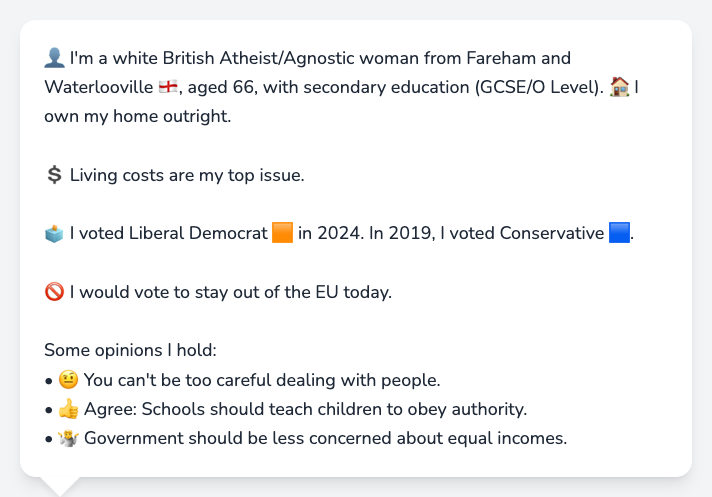 👤 I'm a white British Atheist/Agnostic woman from Fareham and
Waterlooville 🏴󠁧󠁢󠁥󠁮󠁧󠁿, aged 66, with secondary education (GCSE/O Level). 🏠 I
own my home outright.
💲 Living costs are my top issue.
🗳️ I voted Liberal Democrat 🟧 in 2024. In 2019, I voted Conservative 🟦.
🚫 I would vote to stay out of the EU today.
Some opinions I hold:
• 🤨 You can't be too careful dealing with people.
• 👍 Agree: Schools should teach children to obey authority.
• 🤷 Government should be less concerned about equal incomes.